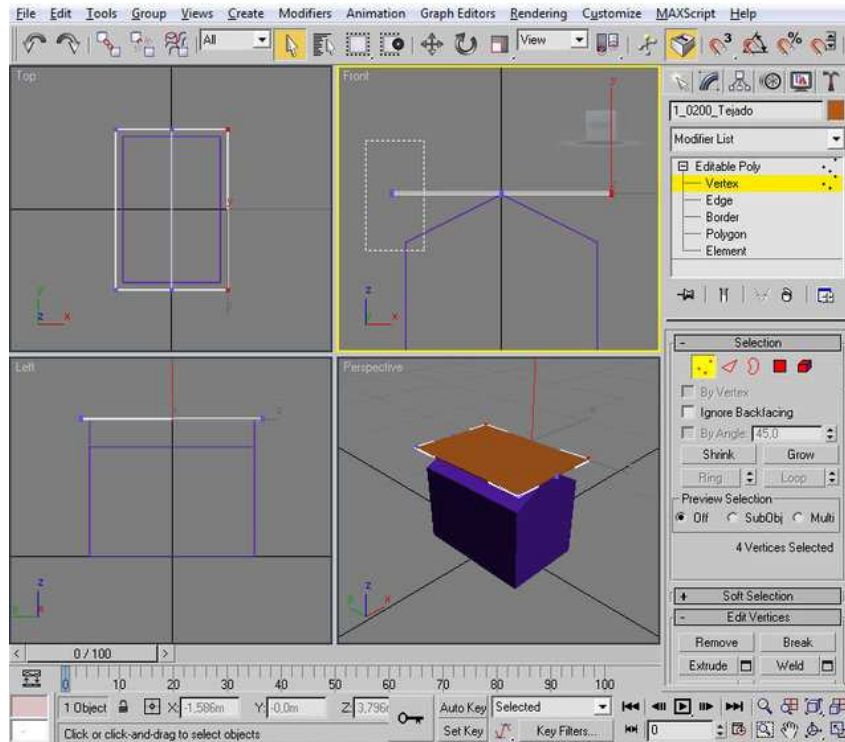 File Edit Tools Group Views Create Modifiers Animation Graph Editors Rendering Customize MAXScript Help
All View
Top Front
Left Perspective
1_0200_Tejado
Modifier List
Editable Poly
Vertex
Edge
Border
Polygon
Element
Selection
By Vertex
Ignore Backfacing
By Angle: 45,0
Shrink Grow
Ring Loop
Preview Selection
Off SubObj Multi
4 Vertices Selected
+ Soft Selection
- Edit Vertices
Remove Break
Extrude Weld
< 0 / 100 >
0 10 20 30 40 50 60 70 80 90 100
1 Object X: -1,586m Y: -0,0m Z: 3,796 Auto Key Selected
Click or click-and-drag to select objects Set Key Key Filters... 0